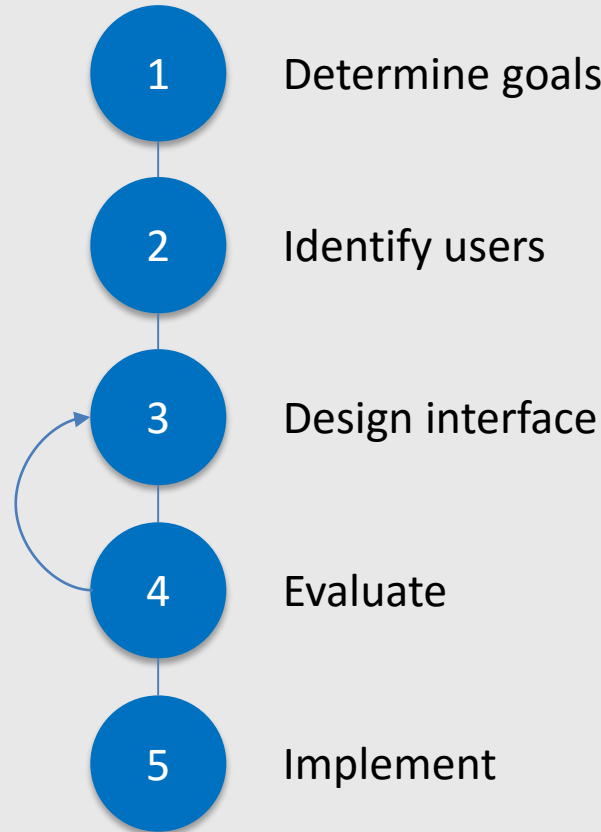 1 Determine goals
2 Identify users
3 Design interface
4 Evaluate
5 Implement